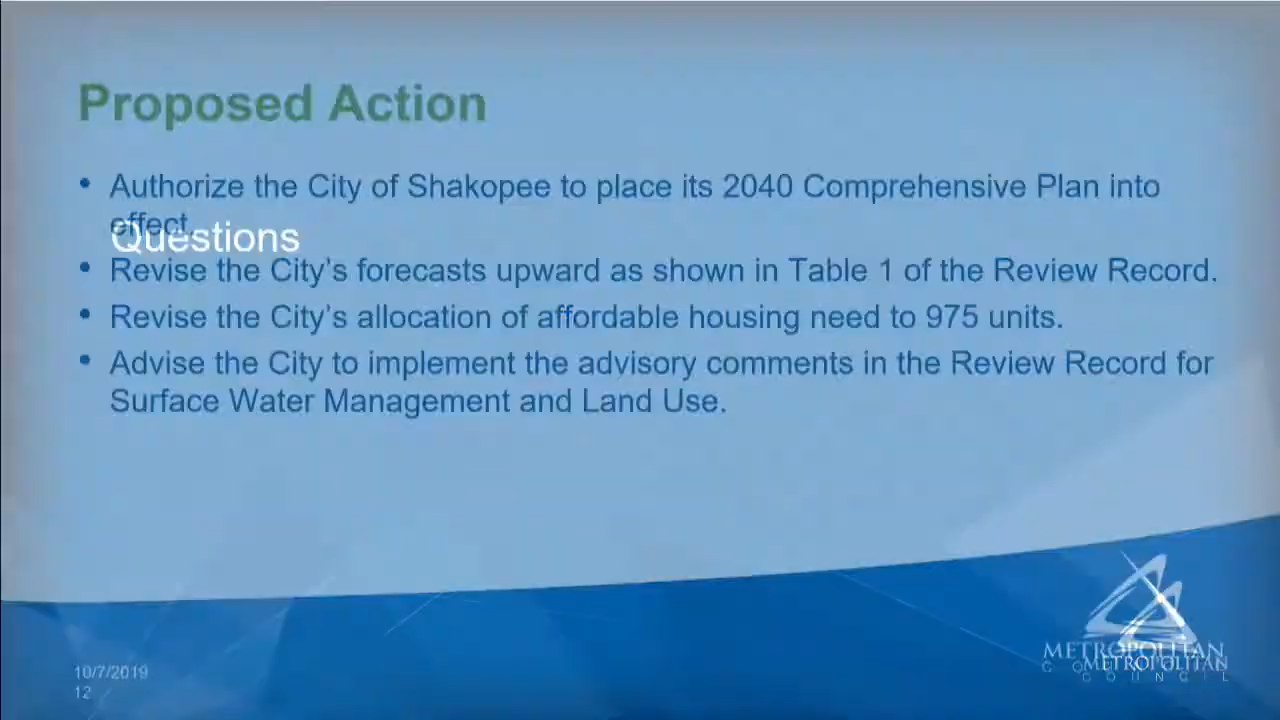 Proposed Action
• Authorize the City of Shakopee to place its 2040 Comprehensive Plan into
effect.
Questions
• Revise the City's forecasts upward as shown in Table 1 of the Review Record.
• Revise the City's allocation of affordable housing need to 975 units.
• Advise the City to implement the advisory comments in the Review Record for
Surface Water Management and Land Use.
METROPOLITAN
COUNCIL
METROPOLITAN
COUNCIL
10/7/2019
12